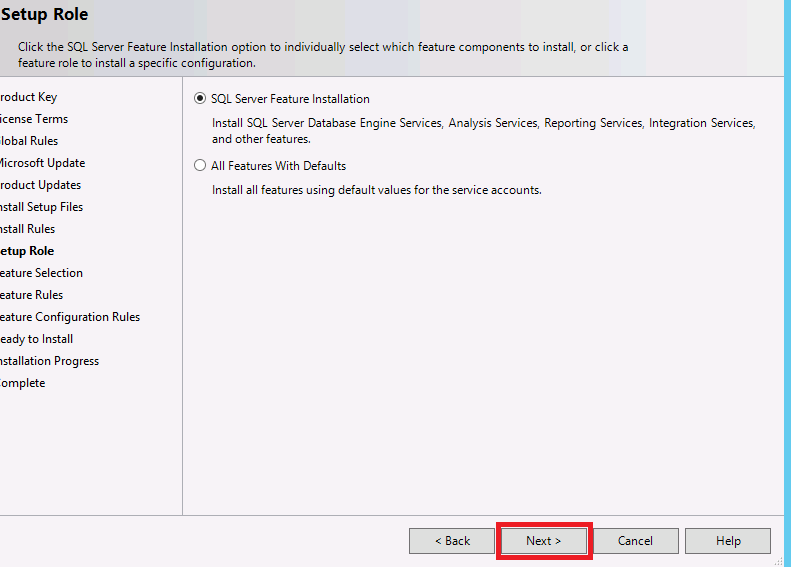 Setup Role
Click the SQL Server Feature Installation option to individually select which feature components to install, or click a
feature role to install a specific configuration.
roduct Key
icense Terms
lobal Rules
Microsoft Update
roduct Updates
nstall Setup Files
nstall Rules
etup Role
eature Selection
eature Rules
eature Configuration Rules
eady to Install
nstallation Progress
omplete
SQL Server Feature Installation
Install SQL Server Database Engine Services, Analysis Services, Reporting Services, Integration Services,
and other features.
All Features With Defaults
Install all features using default values for the service accounts.
< Back
Next >
Cancel
Help